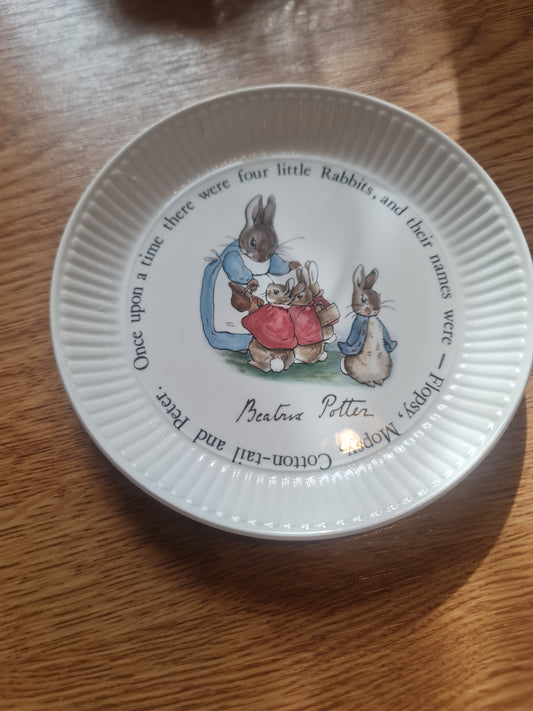 Once upon a time there were four little Rabbits, and their names were — Flopsy, Mopsy, Cotton-tail and Peter.
Beatrix Potter